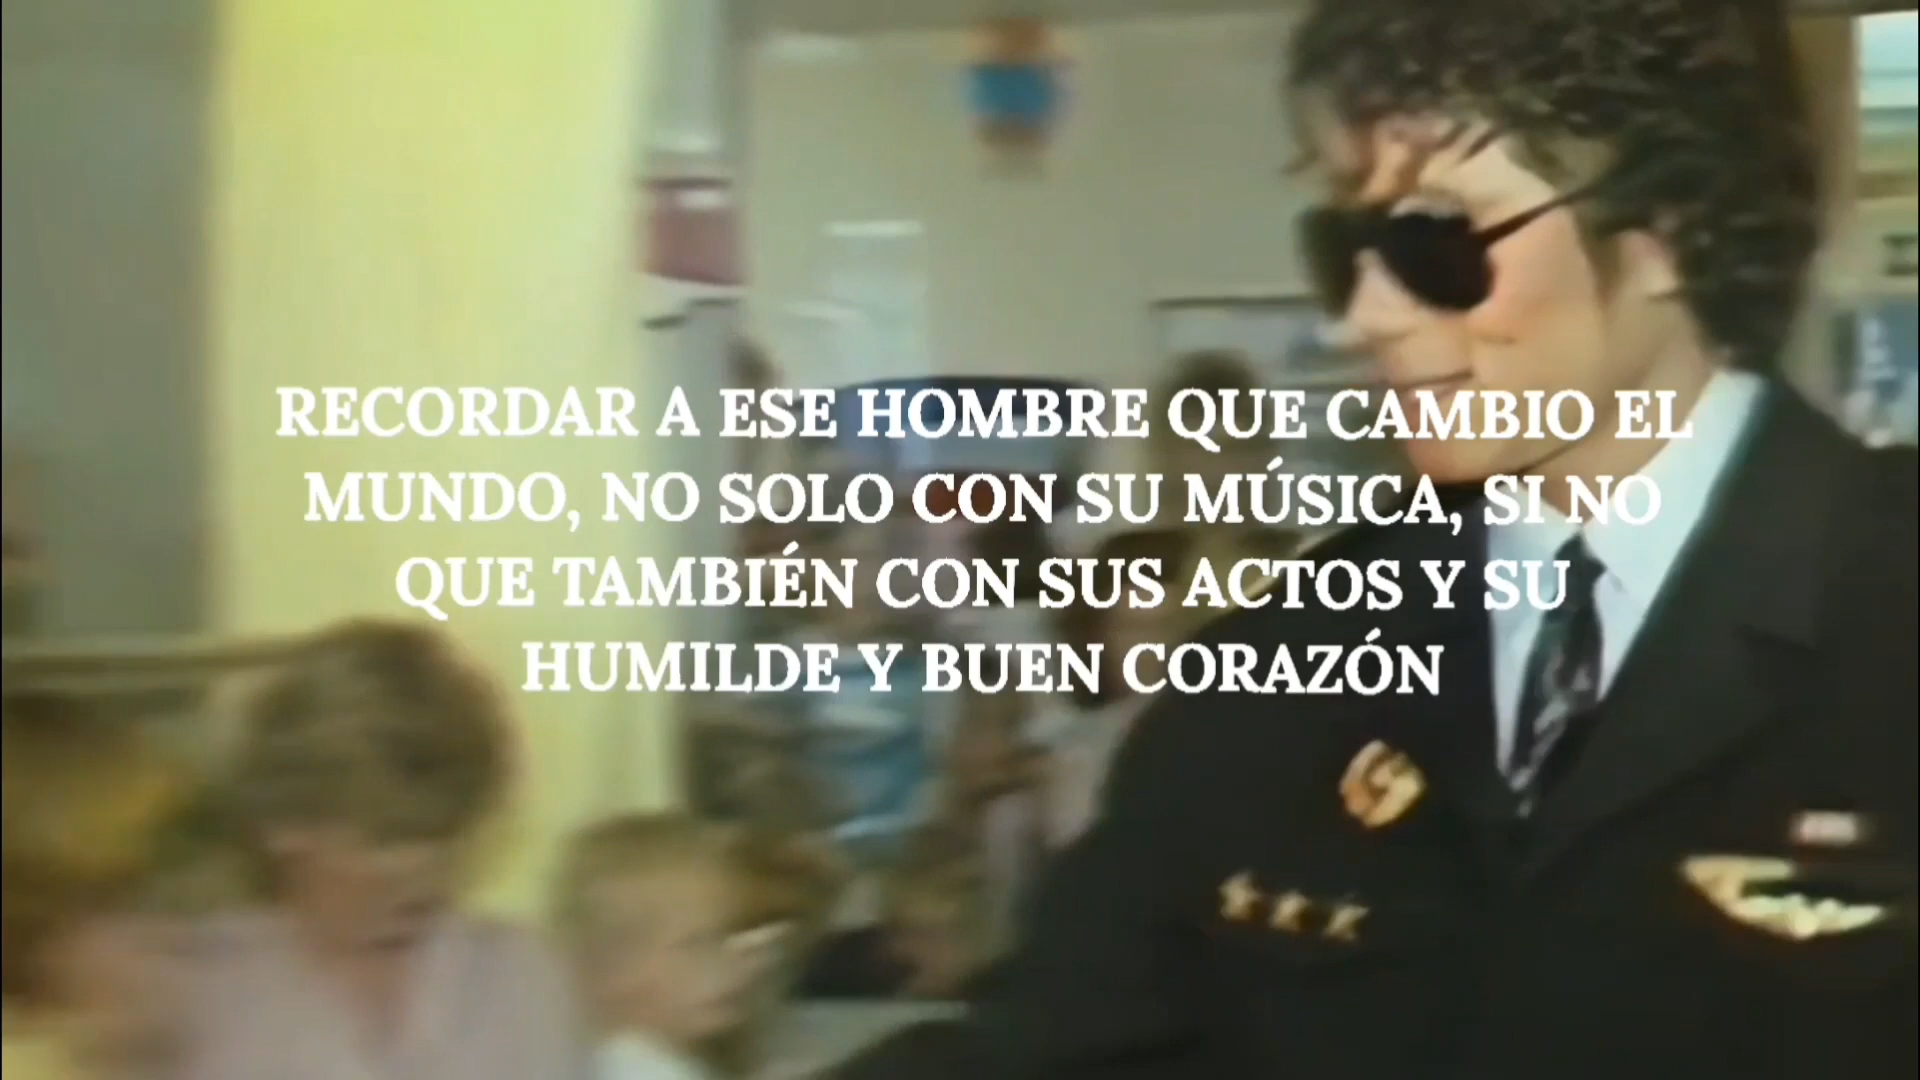 RECORDAR A ESE HOMBRE QUE CAMBIO EL
MUNDO, NO SOLO CON SU MÚSICA, SI NO
QUE TAMBIÉN CON SUS ACTOS Y SU
HUMILDE Y BUEN CORAZÓN